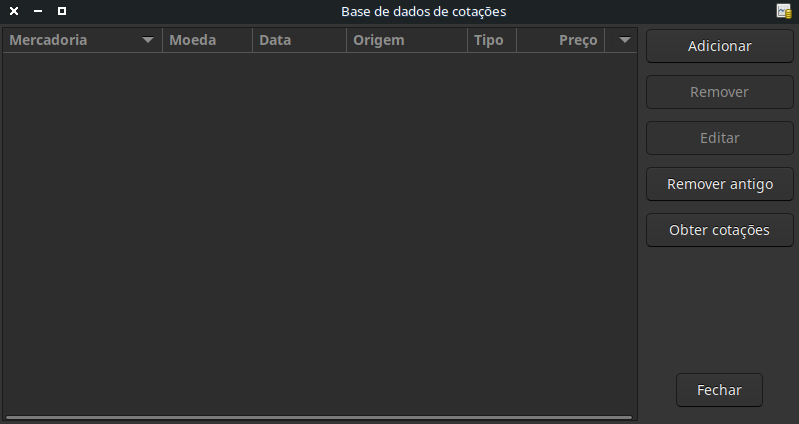 Base de dados de cotações
Mercadoria Moeda Data Origem Tipo Preço
Adicionar
Remover
Editar
Remover antigo
Obter cotações
Fechar